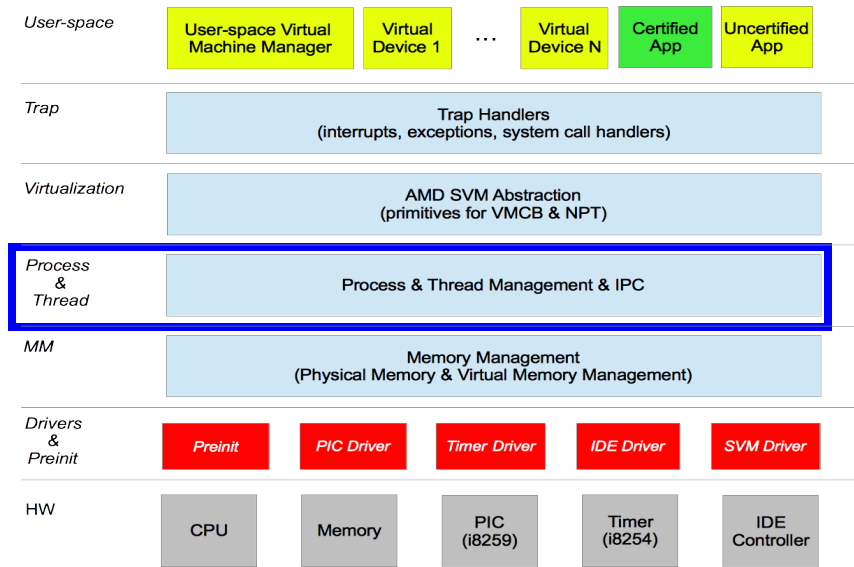 User-space
User-space Virtual
Machine Manager
Virtual
Device 1
...
Virtual
Device N
Certified
App
Uncertified
App
Trap
Trap Handlers
(interrupts, exceptions, system call handlers)
Virtualization
AMD SVM Abstraction
(primitives for VMCB & NPT)
Process
&
Thread
Process & Thread Management & IPC
MM
Memory Management
(Physical Memory & Virtual Memory Management)
Drivers
&
Preinit
Preinit
PIC Driver
Timer Driver
IDE Driver
SVM Driver
HW
CPU
Memory
PIC
(i8259)
Timer
(i8254)
IDE
Controller